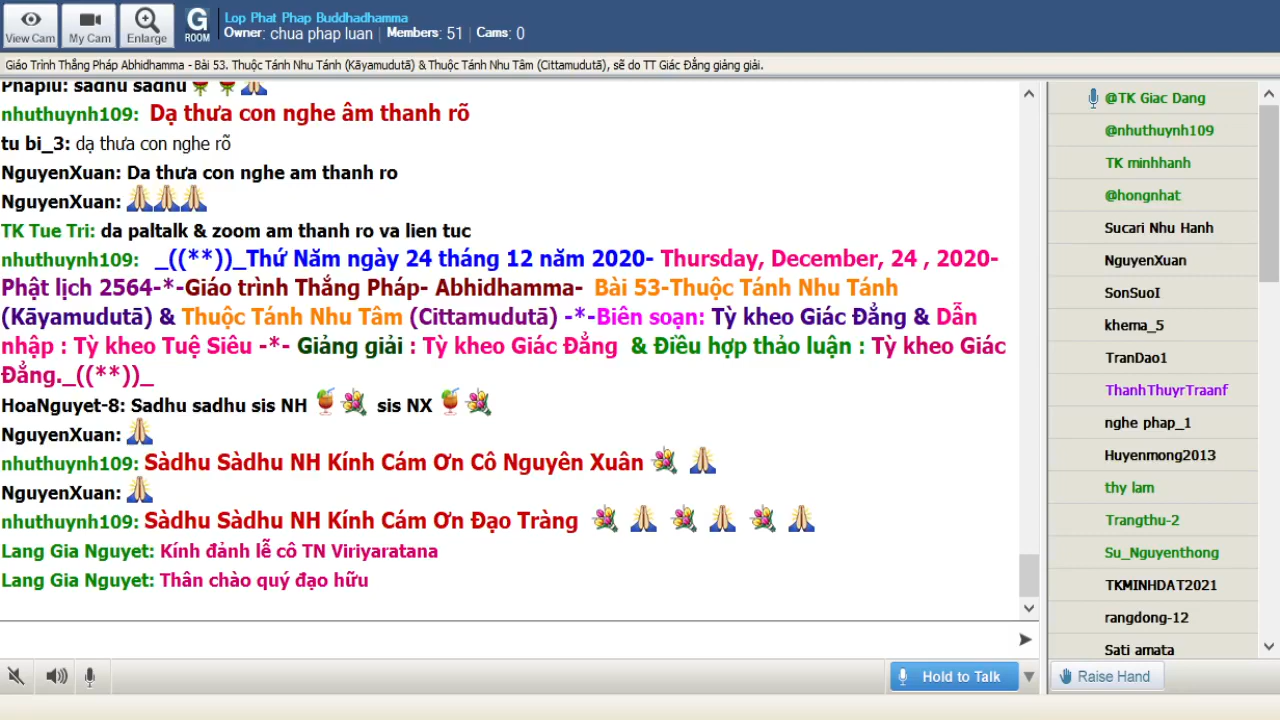 View Cam
My Cam
Enlarge
G
ROOM
Lop Phat Phap Buddhadhamma
Owner: chua phap luan | Members: 51 | Cams: 0
Giáo Trình Thắng Pháp Abhidhamma - Bài 53. Thuộc Tánh Nhu Tánh (Kāyamudutā) & Thuộc Tánh Nhu Tâm (Cittamudutā), sẽ do TT Giác Đẳng giảng giải.
Phapiu: sadhu sadhu
nhuthuynh109: Dạ thưa con nghe âm thanh rõ
tu bi_3: dạ thưa con nghe rõ
NguyenXuan: Da thưa con nghe am thanh ro
NguyenXuan:
TK Tue Tri: da paltalk & zoom am thanh ro va lien tuc
nhuthuynh109: _((**))_Thứ Năm ngày 24 tháng 12 năm 2020- Thursday, December, 24 , 2020-
Phật lịch 2564-*-Giáo trình Thắng Pháp- Abhidhamma- Bài 53-Thuộc Tánh Nhu Tánh
(Kāyamudutā) & Thuộc Tánh Nhu Tâm (Cittamudutā) -*-Biên soạn: Tỳ kheo Giác Đẳng & Dẫn
nhập : Tỳ kheo Tuệ Siêu -*- Giảng giải : Tỳ kheo Giác Đẳng & Điều hợp thảo luận : Tỳ kheo Giác
Đẳng._((**))_
HoaNguyet-8: Sadhu sadhu sis NH sis NX
NguyenXuan:
nhuthuynh109: Sàdhu Sàdhu NH Kính Cám Ơn Cô Nguyên Xuân
NguyenXuan:
nhuthuynh109: Sàdhu Sàdhu NH Kính Cám Ơn Đạo Tràng
Lang Gia Nguyet: Kính đảnh lễ cô TN Viriyaratana
Lang Gia Nguyet: Thân chào quý đạo hữu
@TK Giac Dang
@nhuthuynh109
TK minhhanh
@hongnhat
Sucari Nhu Hanh
NguyenXuan
SonSuoI
khema_5
TranDao1
ThanhThuyrTraanf
nghe phap_1
Huyenmong2013
thy lam
Trangthu-2
Su_Nguyenthong
TKMINHDAT2021
rangdong-12
Sati amata
Hold to Talk
Raise Hand